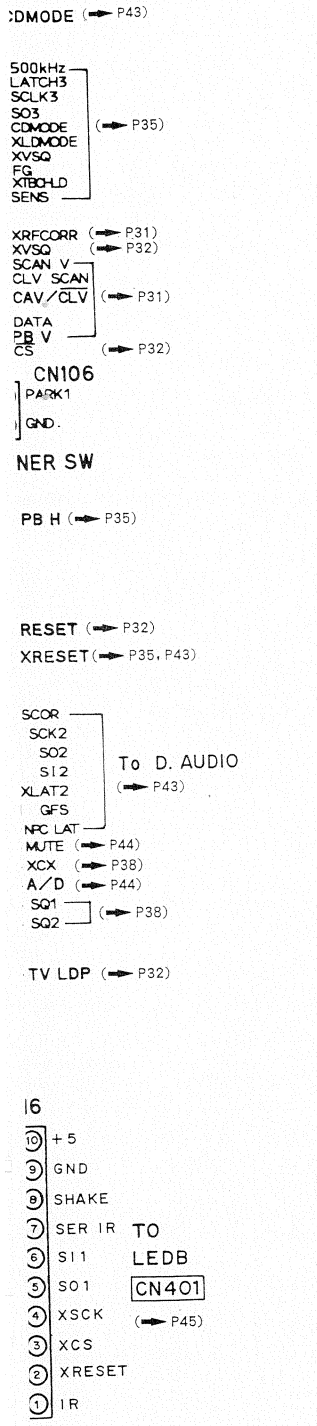 CDMODE (➡ P43)
500kHz
LATCH3
SCLK3
SO3
CDMODE (➡ P35)
XLDMODE
XVSQ
FG
XTBCHLD
SENS
XRFCORR (➡ P31)
XVSQ (➡ P32)
SCAN V
CLV SCAN
CAV/CLV (➡ P31)
DATA
PB V
CS (➡ P32)
CN106
PARK1
GND.
NER SW
PB H (➡ P35)
RESET (➡ P32)
XRESET (➡ P35, P43)
SCOR
SCK2
SO2
SI2
XLAT2
GFS
NPC LAT
To D. AUDIO
(➡ P43)
MUTE (➡ P44)
XCX (➡ P38)
A/D (➡ P44)
SQ1
SQ2
(➡ P38)
TV LDP (➡ P32)
16
10 +5
9 GND
8 SHAKE
7 SER IR
6 SI1
5 SO1
4 XSCK
3 XCS
2 XRESET
1 IR
TO
LEDB
CN401
(➡ P45)